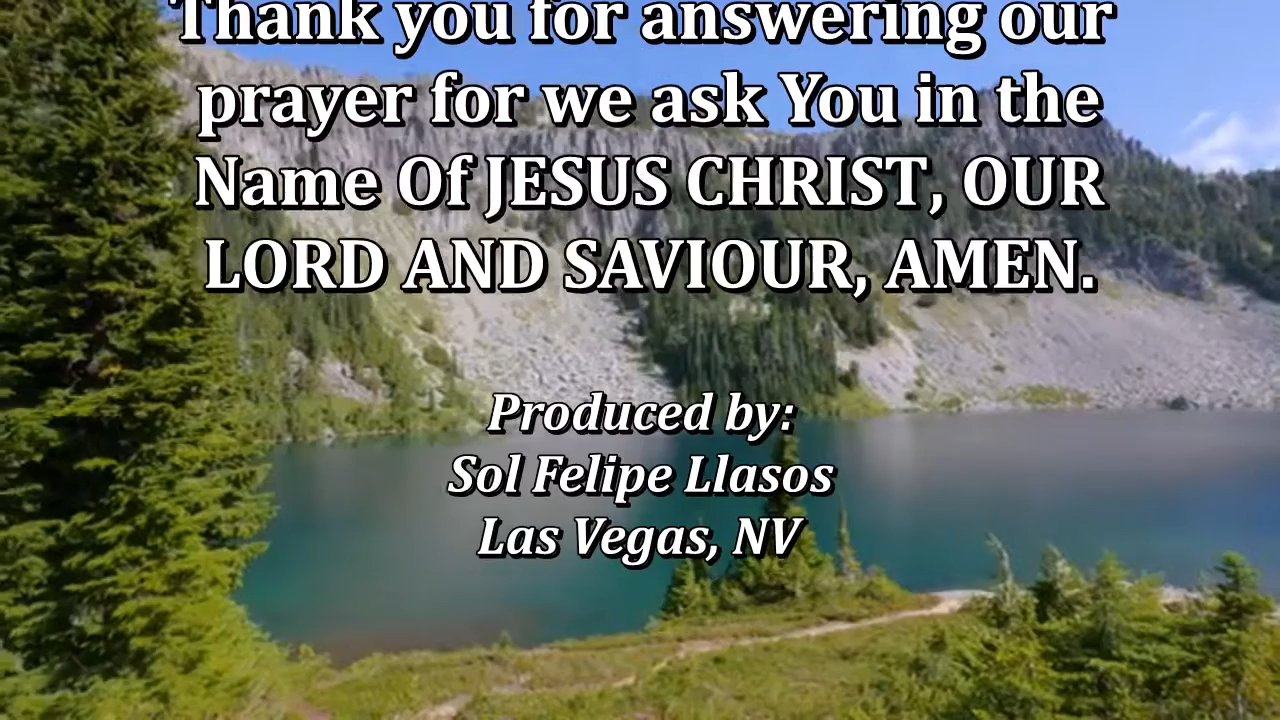 Thank you for answering our
prayer for we ask You in the
Name Of JESUS CHRIST, OUR
LORD AND SAVIOUR, AMEN.
Produced by:
Sol Felipe Llasos
Las Vegas, NV